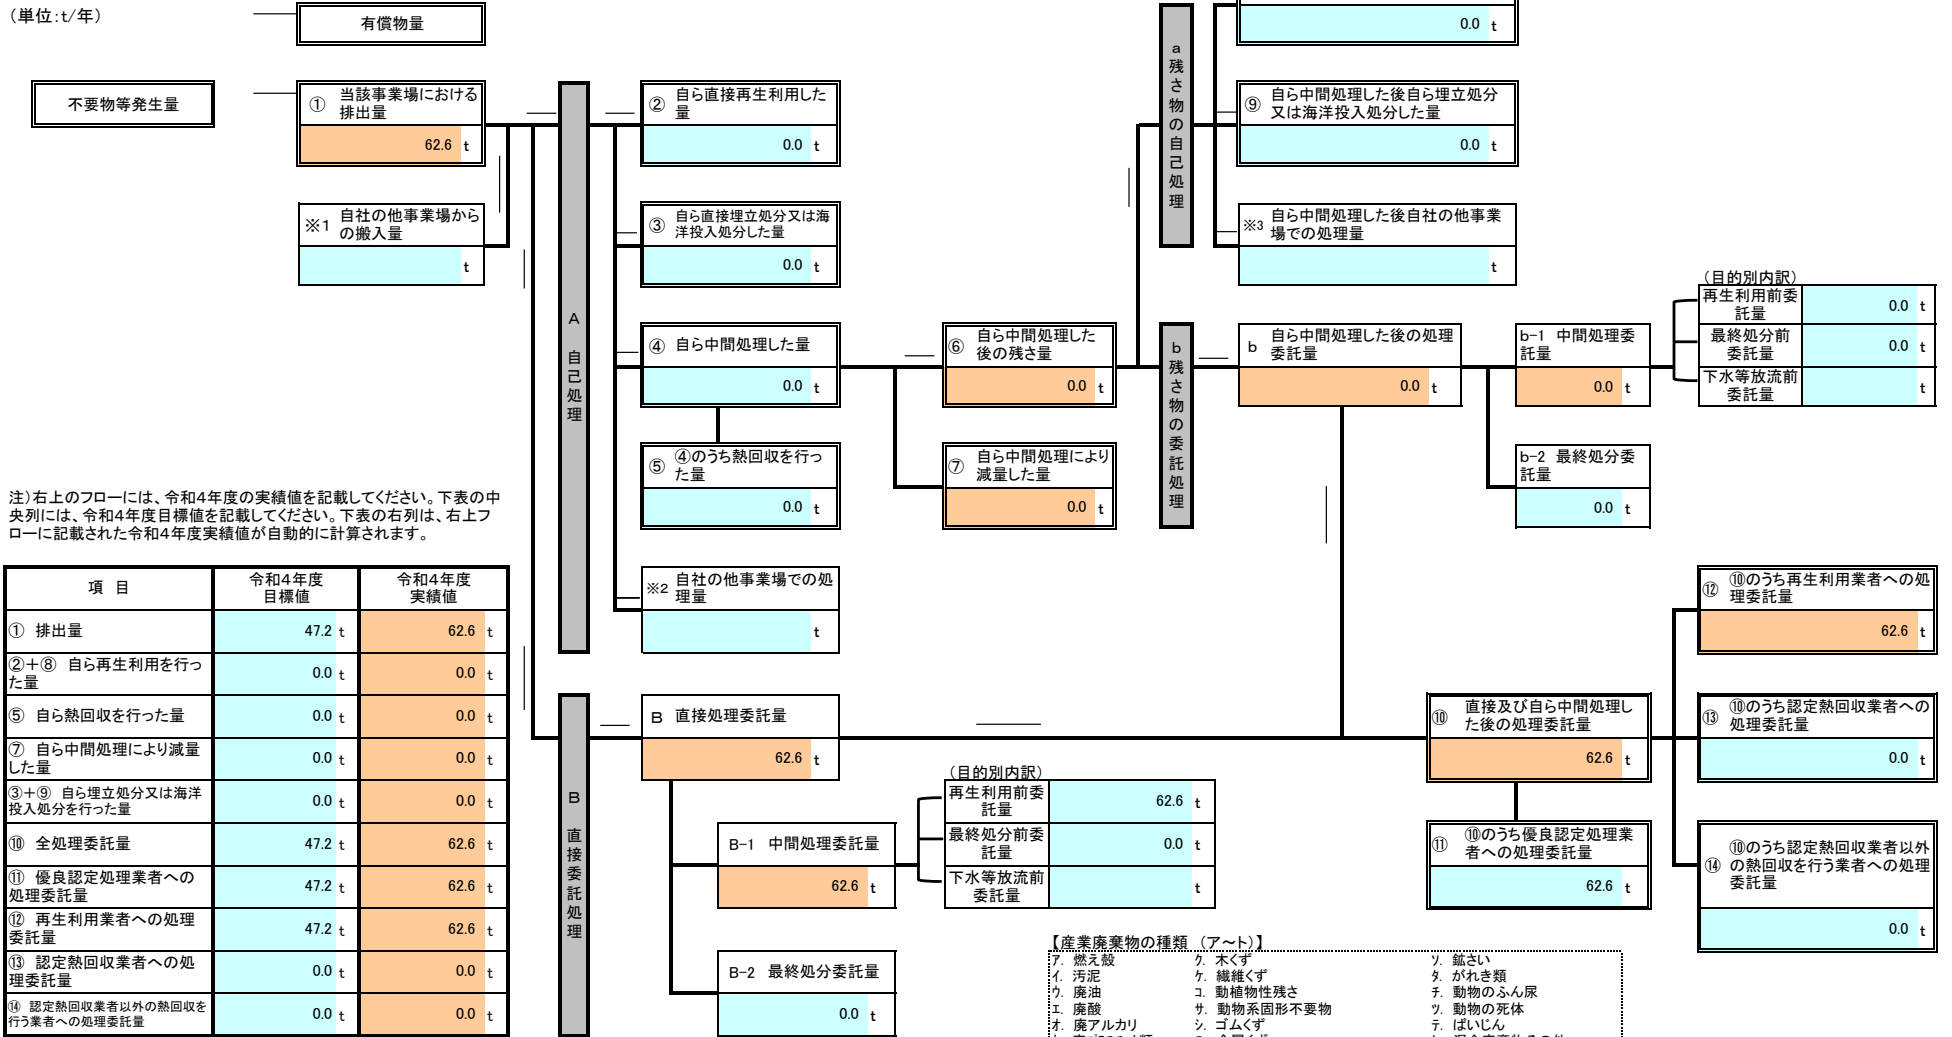 (単位:t/年)
有償物量
0.0 t
不要物等発生量
① 当該事業場における
排出量
62.6 t
② 自ら直接再生利用した
量
0.0 t
⑨ 自ら中間処理した後自ら埋立処分
又は海洋投入処分した量
0.0 t
a 残さ物の自己処理
※1 自社の他事業場から
の搬入量
t
③ 自ら直接埋立処分又は海
洋投入処分した量
0.0 t
※3 自ら中間処理した後自社の他事業
場での処理量
t
A 自己処理
④ 自ら中間処理した量
0.0 t
⑥ 自ら中間処理した
後の残さ量
0.0 t
b 残さ物の委託処理
b 自ら中間処理した後の処理
委託量
0.0 t
b-1 中間処理委
託量
0.0 t
(目的別内訳)
再生利用前委
託量
0.0 t
最終処分前
委託量
0.0 t
下水等放流前
委託量
t
⑤ ④のうち熱回収を行っ
た量
0.0 t
⑦ 自ら中間処理により
減量した量
0.0 t
b-2 最終処分委
託量
0.0 t
注)右上のフローには、令和4年度の実績値を記載してください。下表の中
央列には、令和4年度目標値を記載してください。下表の右列は、右上フ
ローに記載された令和4年度実績値が自動的に計算されます。
※2 自社の他事業場での処
理量
t
項 目
令和4年度
目標値
令和4年度
実績値
① 排出量 47.2 t 62.6 t
②+⑧ 自ら再生利用を行っ
た量
0.0 t 0.0 t
⑤ 自ら熱回収を行った量 0.0 t 0.0 t
⑦ 自ら中間処理により減量
した量
0.0 t 0.0 t
③+⑨ 自ら埋立処分又は海洋
投入処分を行った量
0.0 t 0.0 t
⑩ 全処理委託量 47.2 t 62.6 t
⑪ 優良認定処理業者への
処理委託量
47.2 t 62.6 t
⑫ 再生利用業者への処理
委託量
47.2 t 62.6 t
⑬ 認定熱回収業者への処
理委託量
0.0 t 0.0 t
⑭ 認定熱回収業者以外の熱回収を
行う業者への処理委託量
0.0 t 0.0 t
B 直接委託処理
B 直接処理委託量
62.6 t
B-1 中間処理委託量
62.6 t
(目的別内訳)
再生利用前委
託量
62.6 t
最終処分前委
託量
0.0 t
下水等放流前
委託量
t
B-2 最終処分委託量
0.0 t
⑩ 直接及び自ら中間処理し
た後の処理委託量
62.6 t
⑪ ⑩のうち優良認定処理業
者への処理委託量
62.6 t
⑫ ⑩のうち再生利用業者への処
理委託量
62.6 t
⑬ ⑩のうち認定熱回収業者への
処理委託量
0.0 t
⑭ ⑩のうち認定熱回収業者以外
の熱回収を行う業者への処理
委託量
0.0 t
【産業廃棄物の種類 (ア~ト)】
ア. 燃え殻 ク. 木くず ソ. 鉱さい
イ. 汚泥 ケ. 繊維くず タ. がれき類
ウ. 廃油 コ. 動植物性残さ チ. 動物のふん尿
エ. 廃酸 サ. 動物系固形不要物 ツ. 動物の死体
オ. 廃アルカリ シ. ゴムくず テ. ばいじん